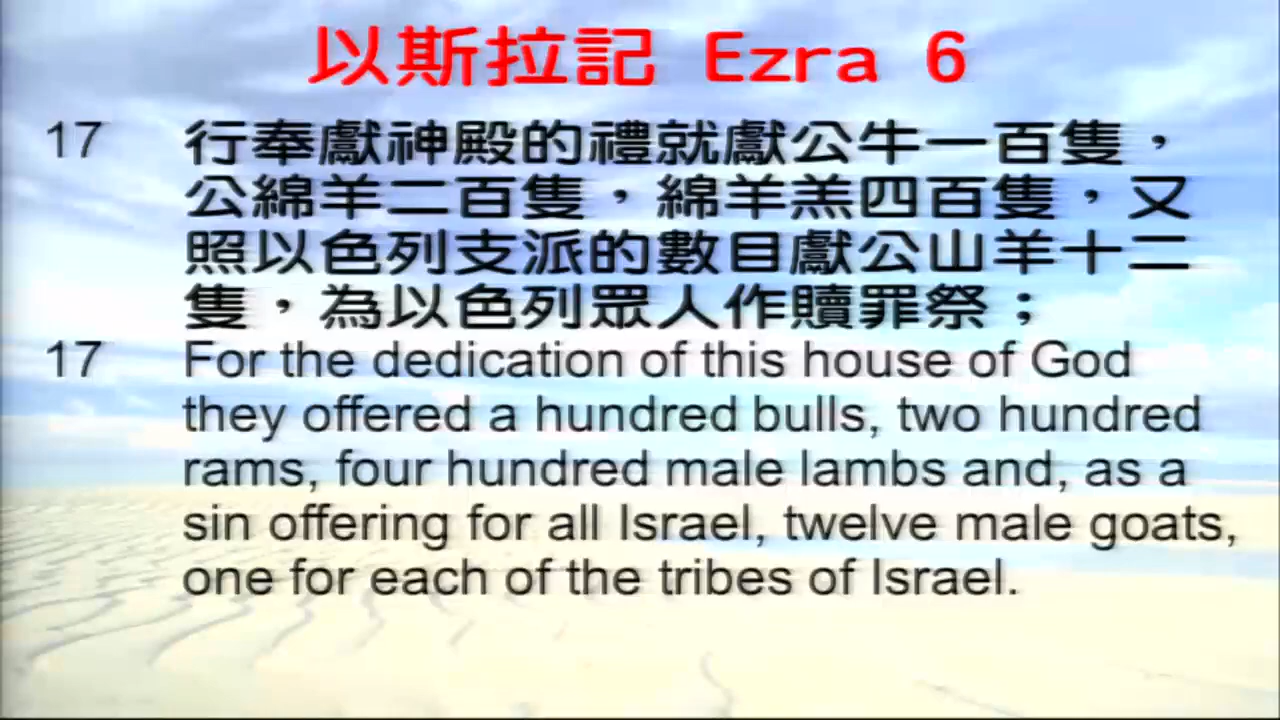 以斯拉記 Ezra 6
17 行奉獻神殿的禮就獻公牛一百隻，
公綿羊二百隻，綿羊羔四百隻，又
照以色列支派的數目獻公山羊十二
隻，為以色列眾人作贖罪祭；
17 For the dedication of this house of God
they offered a hundred bulls, two hundred
rams, four hundred male lambs and, as a
sin offering for all Israel, twelve male goats,
one for each of the tribes of Israel.